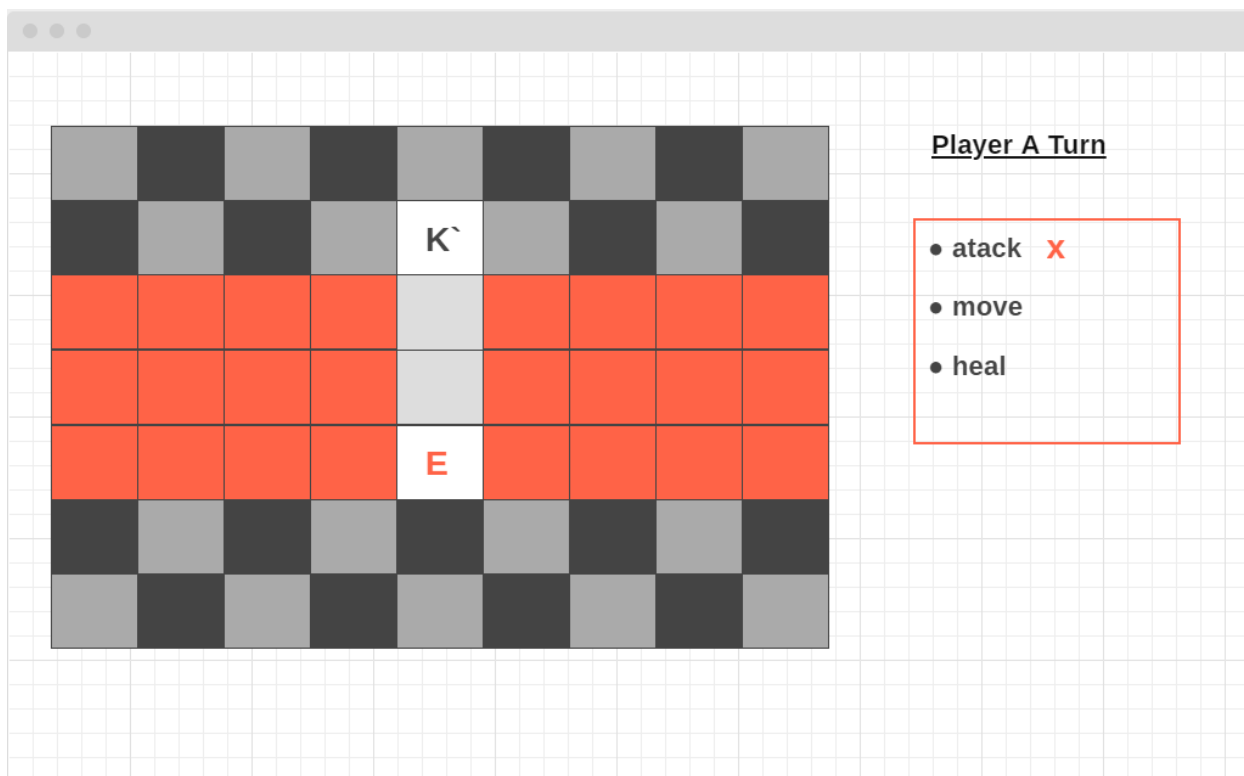 Player A Turn
K`
● atack X
● move
● heal
E